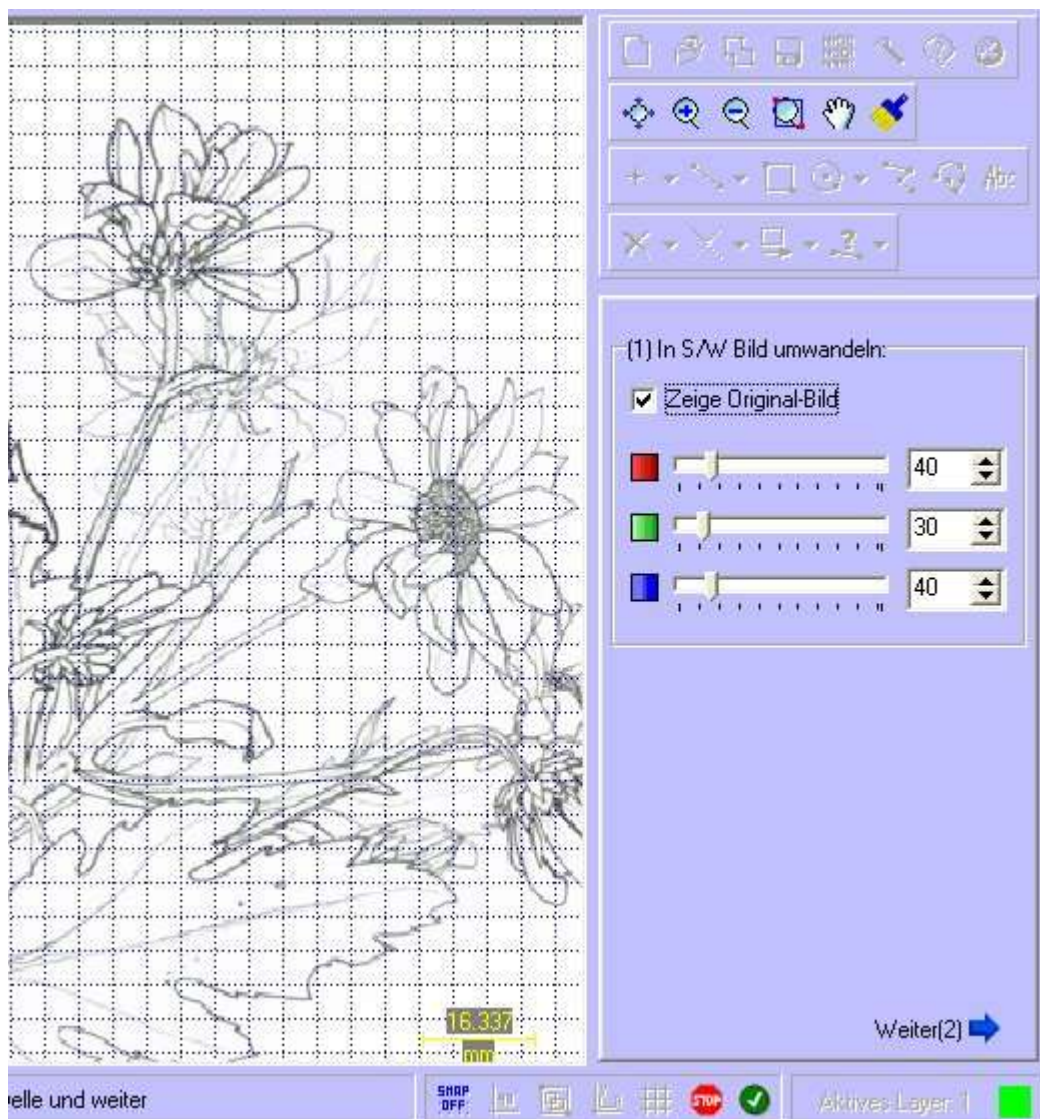 Abc
(1) In S/W Bild umwandeln:
Zeige Original-Bild
40
30
40
16.337
mm
Weiter(2)
elle und weiter
SNAP
OFF
STOP
Aktives Layer: 1